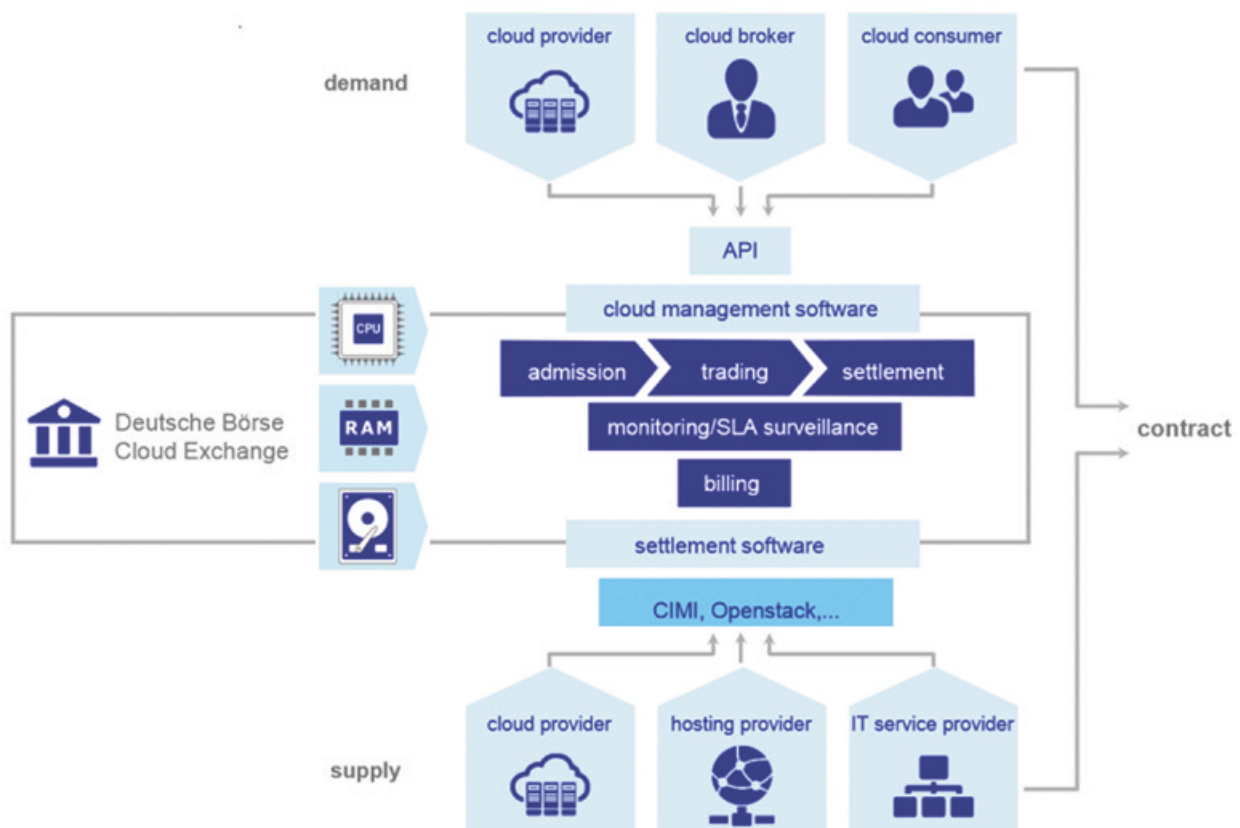 cloud provider
cloud broker
cloud consumer
demand
API
cloud management software
CPU
admission
trading
settlement
RAM
Deutsche Börse
Cloud Exchange
monitoring/SLA surveillance
contract
billing
settlement software
CIMI, Openstack,...
cloud provider
hosting provider
IT service provider
supply